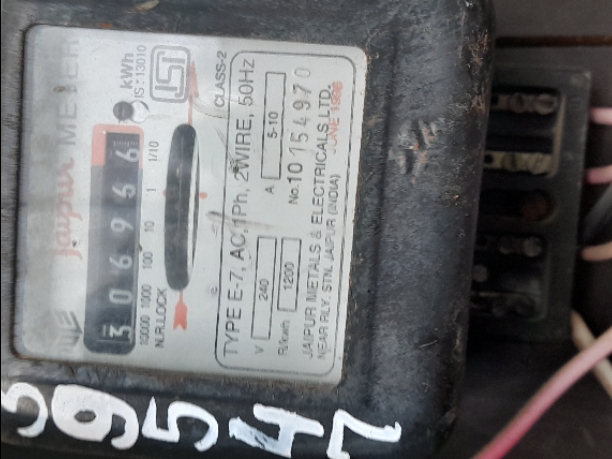 Jaipur METER
kWh
IS:13010
ISI
CLASS-2
306956
10000 1000 100 10 1 1/10
N.R.LOCK
TYPE E-7, AC,1Ph, 2WIRE, 50HZ
V 240 A 5-10
R/kwh 1200 No.10154970
JAIPUR METALS & ELECTRICALS LTD.
NEAR RLY. STN. JAIPUR (INDIA) JUNE
39547